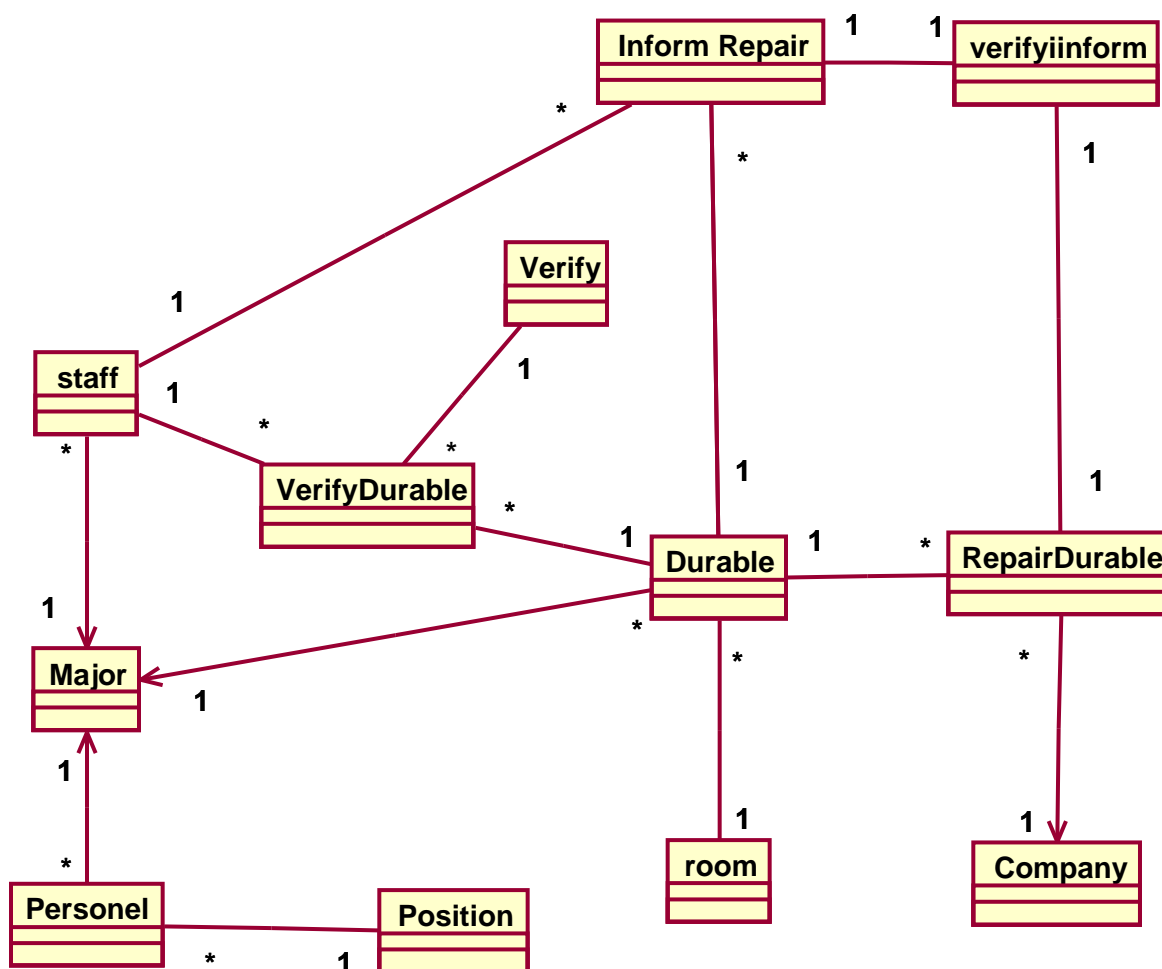 1 1
Inform Repair verifyiinform
* * 1
Verify
1 1
staff 1
* * *
VerifyDurable * 1 1
1 1 *
Durable RepairDurable
1 * * *
Major 1
1
1 1
* room Company
Personel Position
* 1